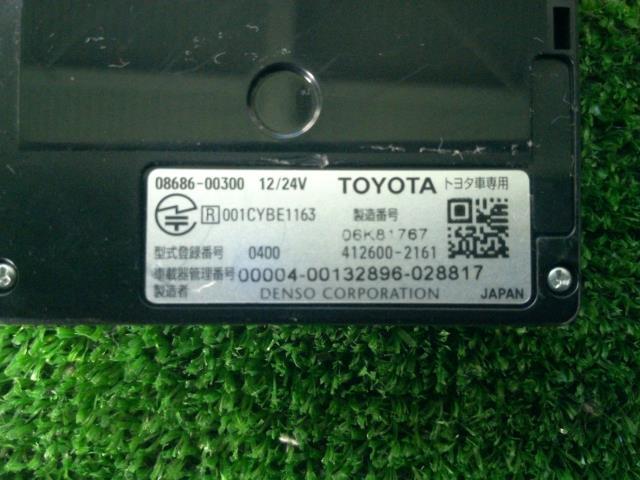 08686-00300 12/24V TOYOTA トヨタ車専用
R 001CYBE1163 製造番号
06K81767
型式登録番号 0400 412600-2161
車載器管理番号 00004-00132896-028817
製造者 DENSO CORPORATION JAPAN